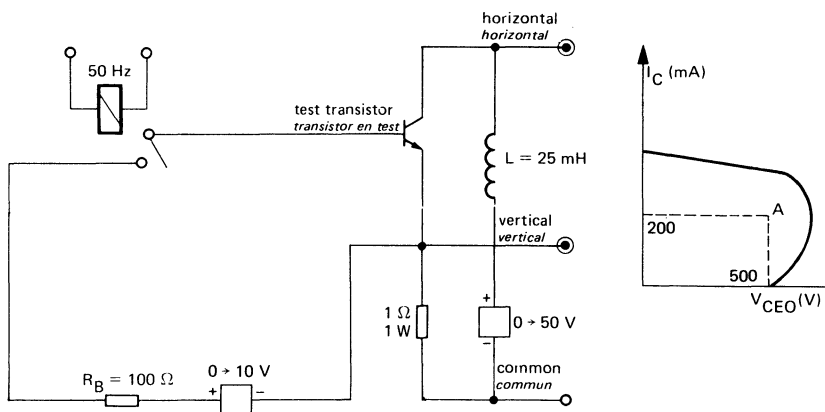 horizontal
horizontal
50 Hz
test transistor
transistor en test
L = 25 mH
vertical
vertical
1 Ω
1 W
+
0 → 50 V
−
common
commun
R_B = 100 Ω
0 → 10 V
+ −
I_C (mA)
A
200
500
V_CEO (V)